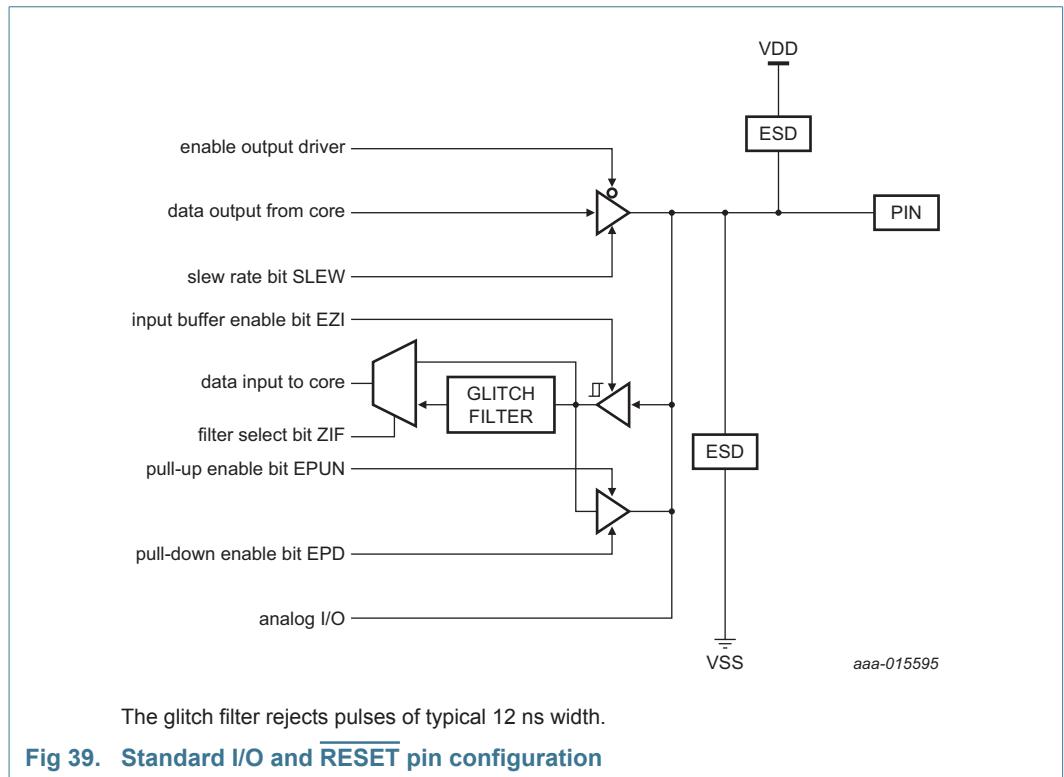 VDD
ESD
enable output driver
data output from core
PIN
slew rate bit SLEW
input buffer enable bit EZI
data input to core
GLITCH
FILTER
filter select bit ZIF
ESD
pull-up enable bit EPUN
pull-down enable bit EPD
analog I/O
VSS
aaa-015595
The glitch filter rejects pulses of typical 12 ns width.
Fig 39. Standard I/O and RESET pin configuration